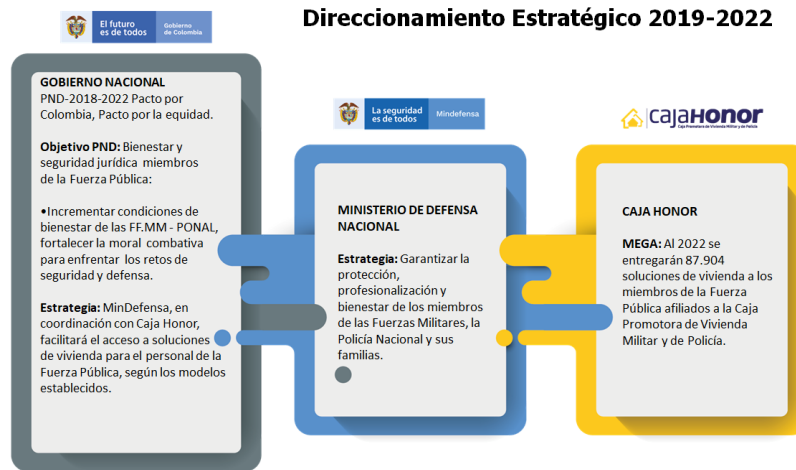 Direccionamiento Estratégico 2019-2022
El futuro
es de todos
Gobierno
de Colombia
GOBIERNO NACIONAL
PND-2018-2022 Pacto por
Colombia, Pacto por la equidad.
Objetivo PND: Bienestar y
seguridad jurídica miembros
de la Fuerza Pública:
•Incrementar condiciones de
bienestar de las FF.MM - PONAL,
fortalecer la moral combativa
para enfrentar los retos de
seguridad y defensa.
Estrategia: MinDefensa, en
coordinación con Caja Honor,
facilitará el acceso a soluciones
de vivienda para el personal de la
Fuerza Pública, según los modelos
establecidos.
La seguridad
es de todos
Mindefensa
MINISTERIO DE DEFENSA
NACIONAL
Estrategia: Garantizar la
protección,
profesionalización y
bienestar de los miembros
de las Fuerzas Militares, la
Policía Nacional y sus
familias.
cajaHonor
Caja Promotora de Vivienda Militar y de Policía
CAJA HONOR
MEGA: Al 2022 se
entregarán 87.904
soluciones de vivienda a los
miembros de la Fuerza
Pública afiliados a la Caja
Promotora de Vivienda
Militar y de Policía.